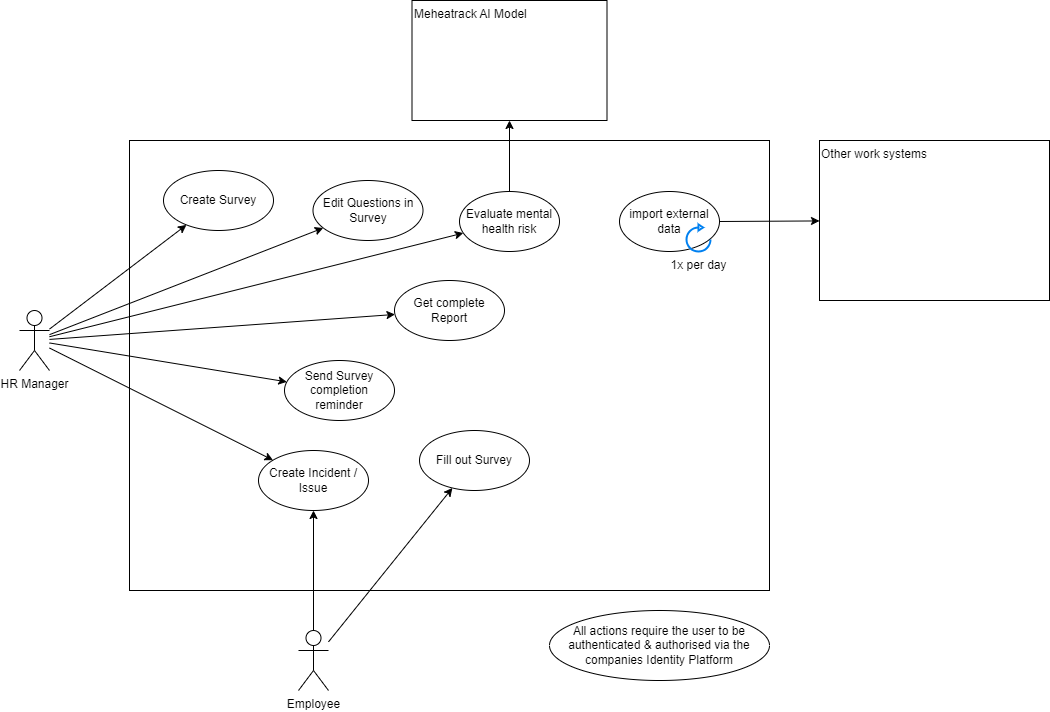 Meheatrack AI Model
Other work systems
Create Survey
Edit Questions in
Survey
Evaluate mental
health risk
import external
data
1x per day
Get complete
Report
HR Manager
Send Survey
completion
reminder
Fill out Survey
Create Incident /
Issue
All actions require the user to be
authenticated & authorised via the
companies Identity Platform
Employee